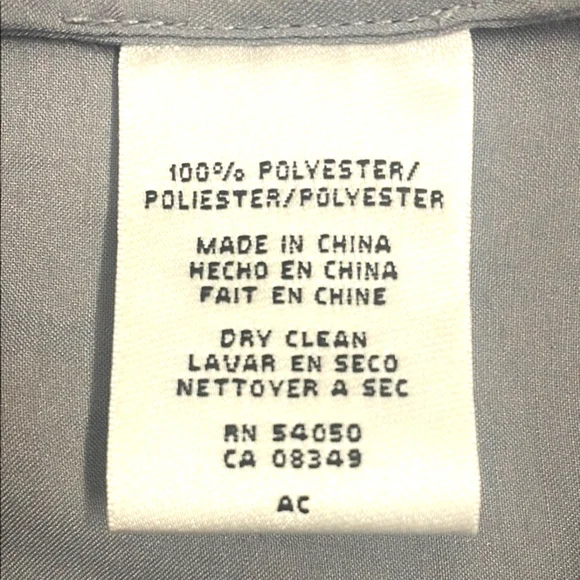 100% POLYESTER/
POLIESTER/POLYESTER
MADE IN CHINA
HECHO EN CHINA
FAIT EN CHINE
DRY CLEAN
LAVAR EN SECO
NETTOYER A SEC
RN 54050
CA 08349
AC